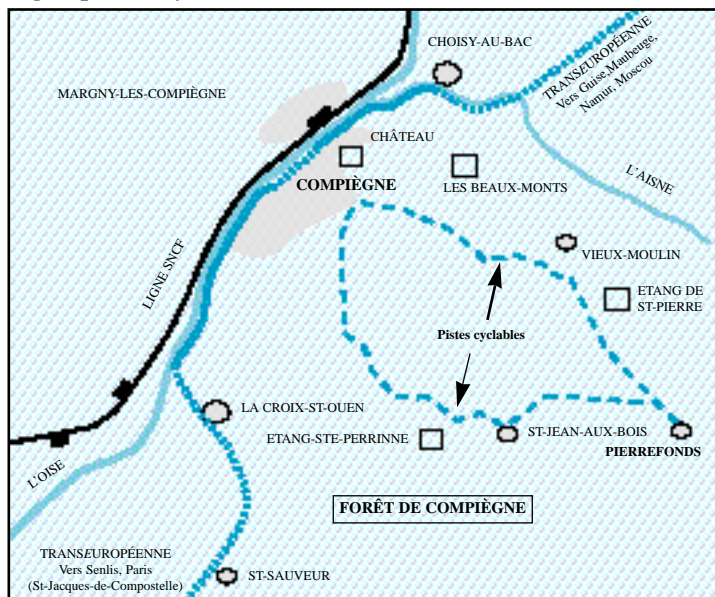 CHOISY-AU-BAC
TRANSEUROPÉENNE
Vers Guise,Maubeuge,
Namur, Moscou
MARGNY-LES-COMPIÈGNE
CHÂTEAU
COMPIÈGNE
LES BEAUX-MONTS
L'AISNE
VIEUX-MOULIN
LIGNE SNCF
ETANG DE
ST-PIERRE
Pistes cyclables
LA CROIX-ST-OUEN
ETANG-STE-PERRINNE
ST-JEAN-AUX-BOIS
PIERREFONDS
L'OISE
FORÊT DE COMPIÈGNE
TRANSEUROPÉENNE
Vers Senlis, Paris
(St-Jacques-de-Compostelle)
ST-SAUVEUR